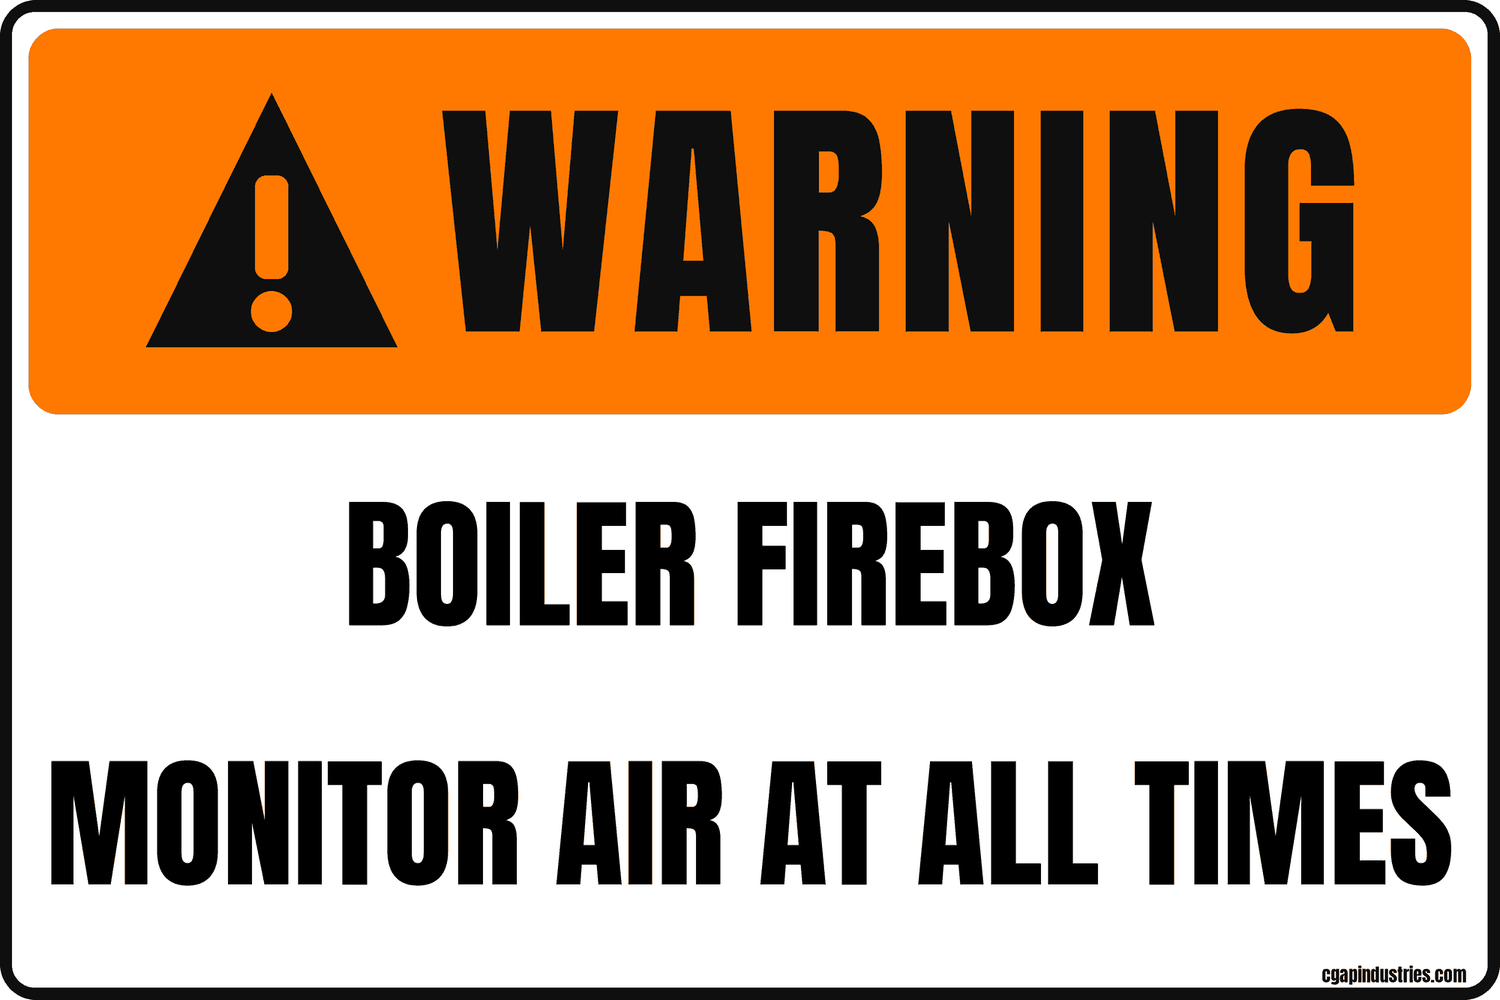 WARNING
BOILER FIREBOX
MONITOR AIR AT ALL TIMES
cgapindustries.com